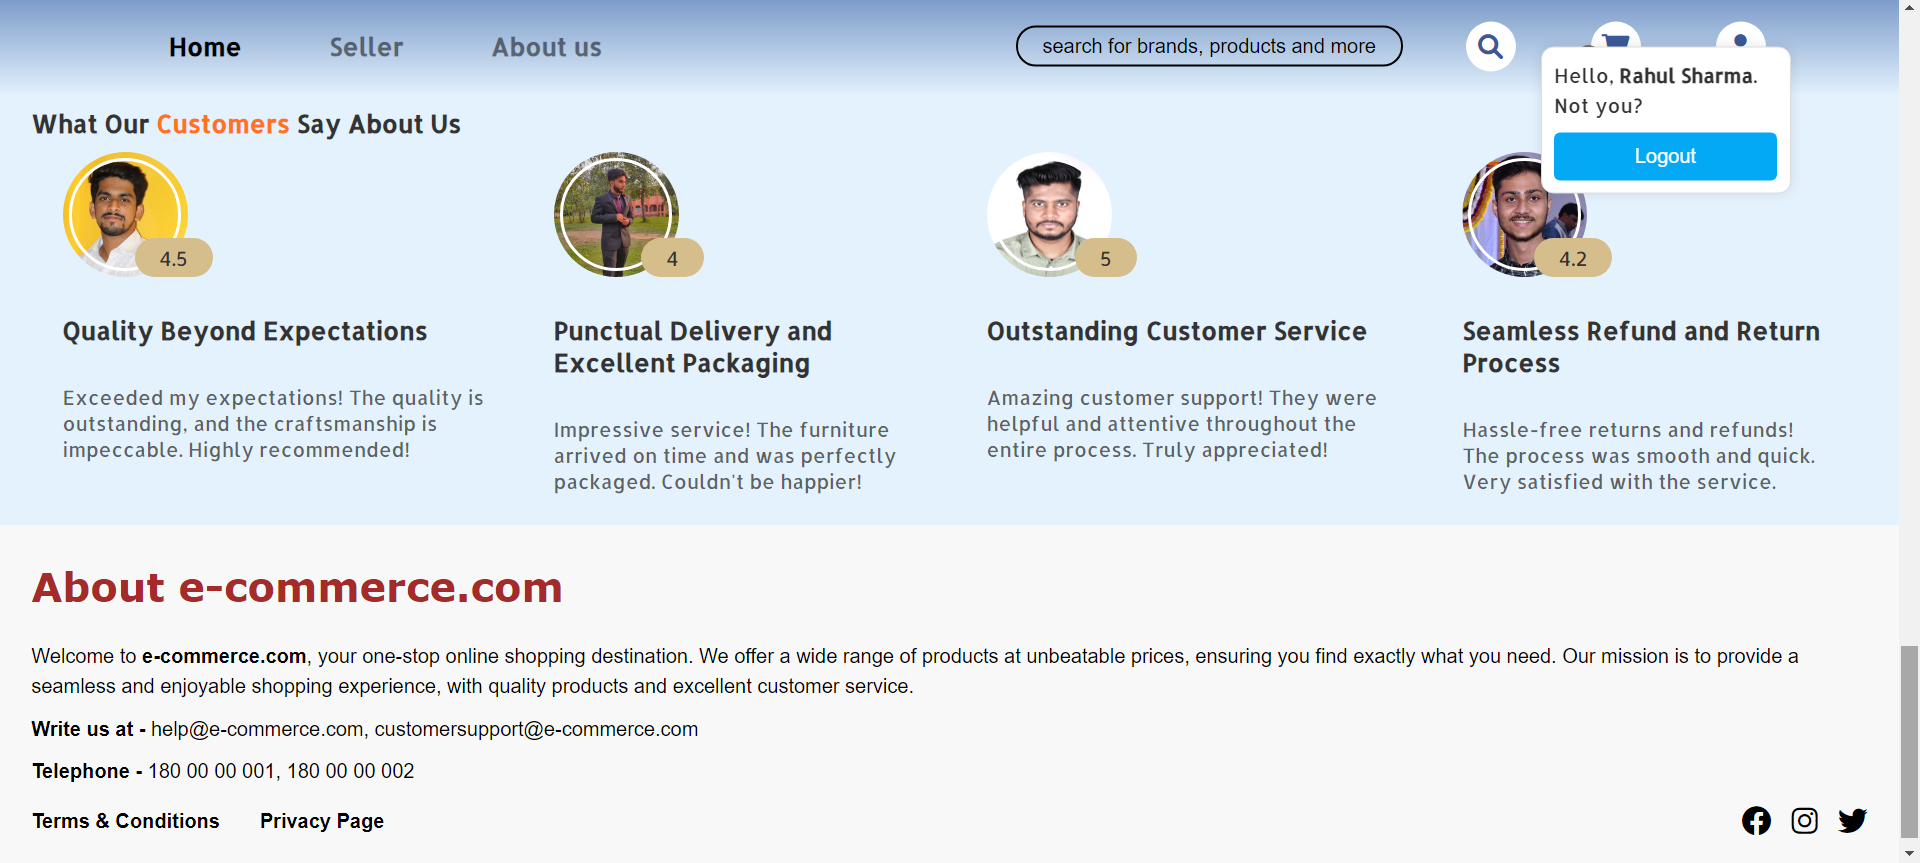 Home Seller About us search for brands, products and more
Hello, Rahul Sharma.
Not you?
Logout
What Our Customers Say About Us
4.5
Quality Beyond Expectations
Exceeded my expectations! The quality is
outstanding, and the craftsmanship is
impeccable. Highly recommended!
4
Punctual Delivery and
Excellent Packaging
Impressive service! The furniture
arrived on time and was perfectly
packaged. Couldn't be happier!
5
Outstanding Customer Service
Amazing customer support! They were
helpful and attentive throughout the
entire process. Truly appreciated!
4.2
Seamless Refund and Return
Process
Hassle-free returns and refunds!
The process was smooth and quick.
Very satisfied with the service.
About e-commerce.com
Welcome to e-commerce.com, your one-stop online shopping destination. We offer a wide range of products at unbeatable prices, ensuring you find exactly what you need. Our mission is to provide a
seamless and enjoyable shopping experience, with quality products and excellent customer service.
Write us at - help@e-commerce.com, customersupport@e-commerce.com
Telephone - 180 00 00 001, 180 00 00 002
Terms & Conditions Privacy Page